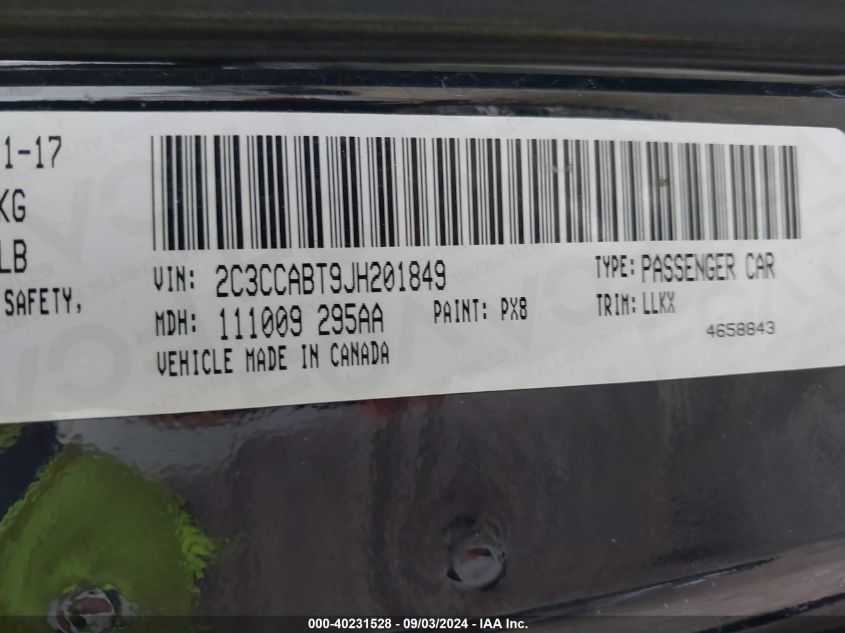 1-17
KG
LB
SAFETY,
VIN: 2C3CCABT9JH201849
TYPE: PASSENGER CAR
MDH: 111009 295AA
PAINT: PX8
TRIM: LLKX
VEHICLE MADE IN CANADA
4658843
000-40231528 - 09/03/2024 - IAA Inc.